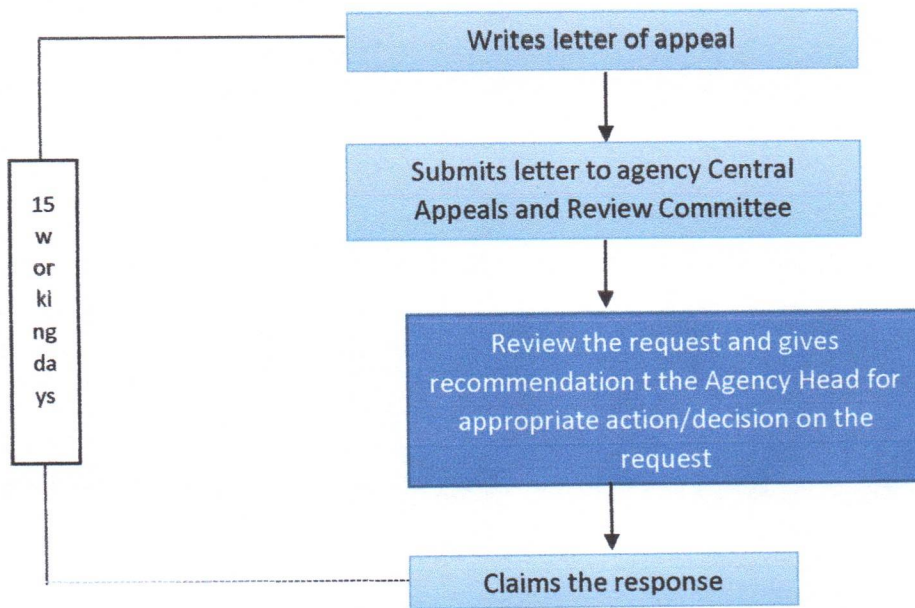 Writes letter of appeal
Submits letter to agency Central
Appeals and Review Committee
15
w
or
ki
ng
da
ys
Review the request and gives
recommendation t the Agency Head for
appropriate action/decision on the
request
Claims the response